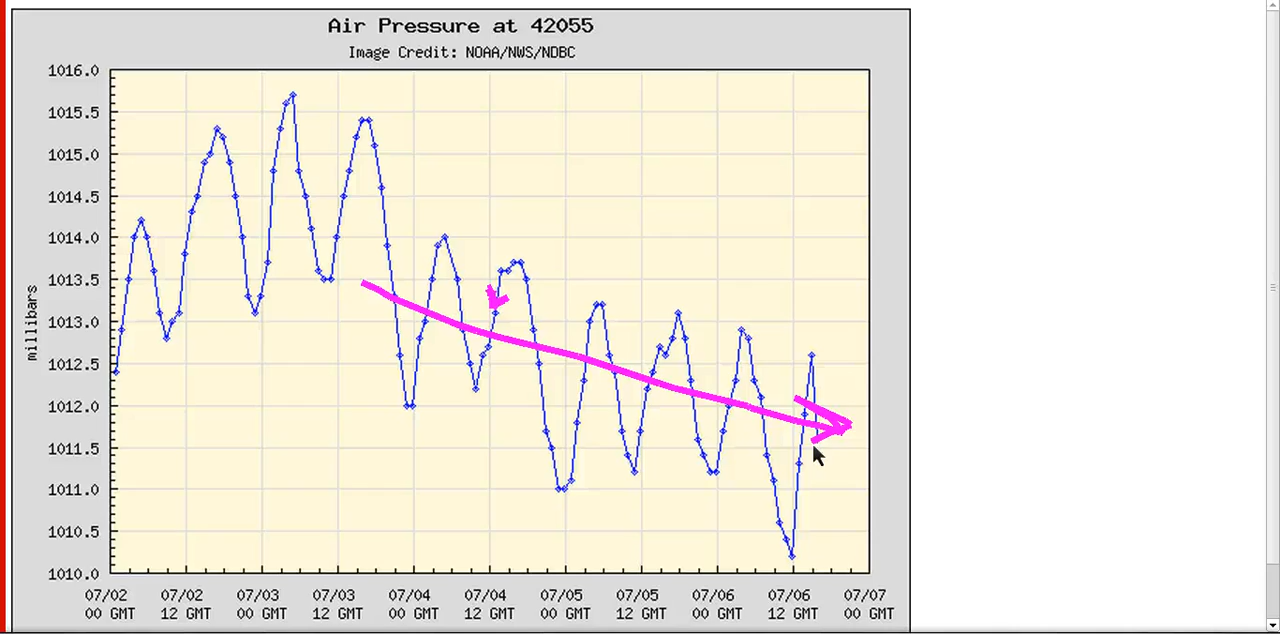 Air Pressure at 42055
Image Credit: NOAA/NWS/NDBC
1016.0
1015.5
1015.0
1014.5
1014.0
1013.5
1013.0
1012.5
1012.0
1011.5
1011.0
1010.5
1010.0
millibars
07/02 07/02 07/03 07/03 07/04 07/04 07/05 07/05 07/06 07/06 07/07
00 GMT 12 GMT 00 GMT 12 GMT 00 GMT 12 GMT 00 GMT 12 GMT 00 GMT 12 GMT 00 GMT